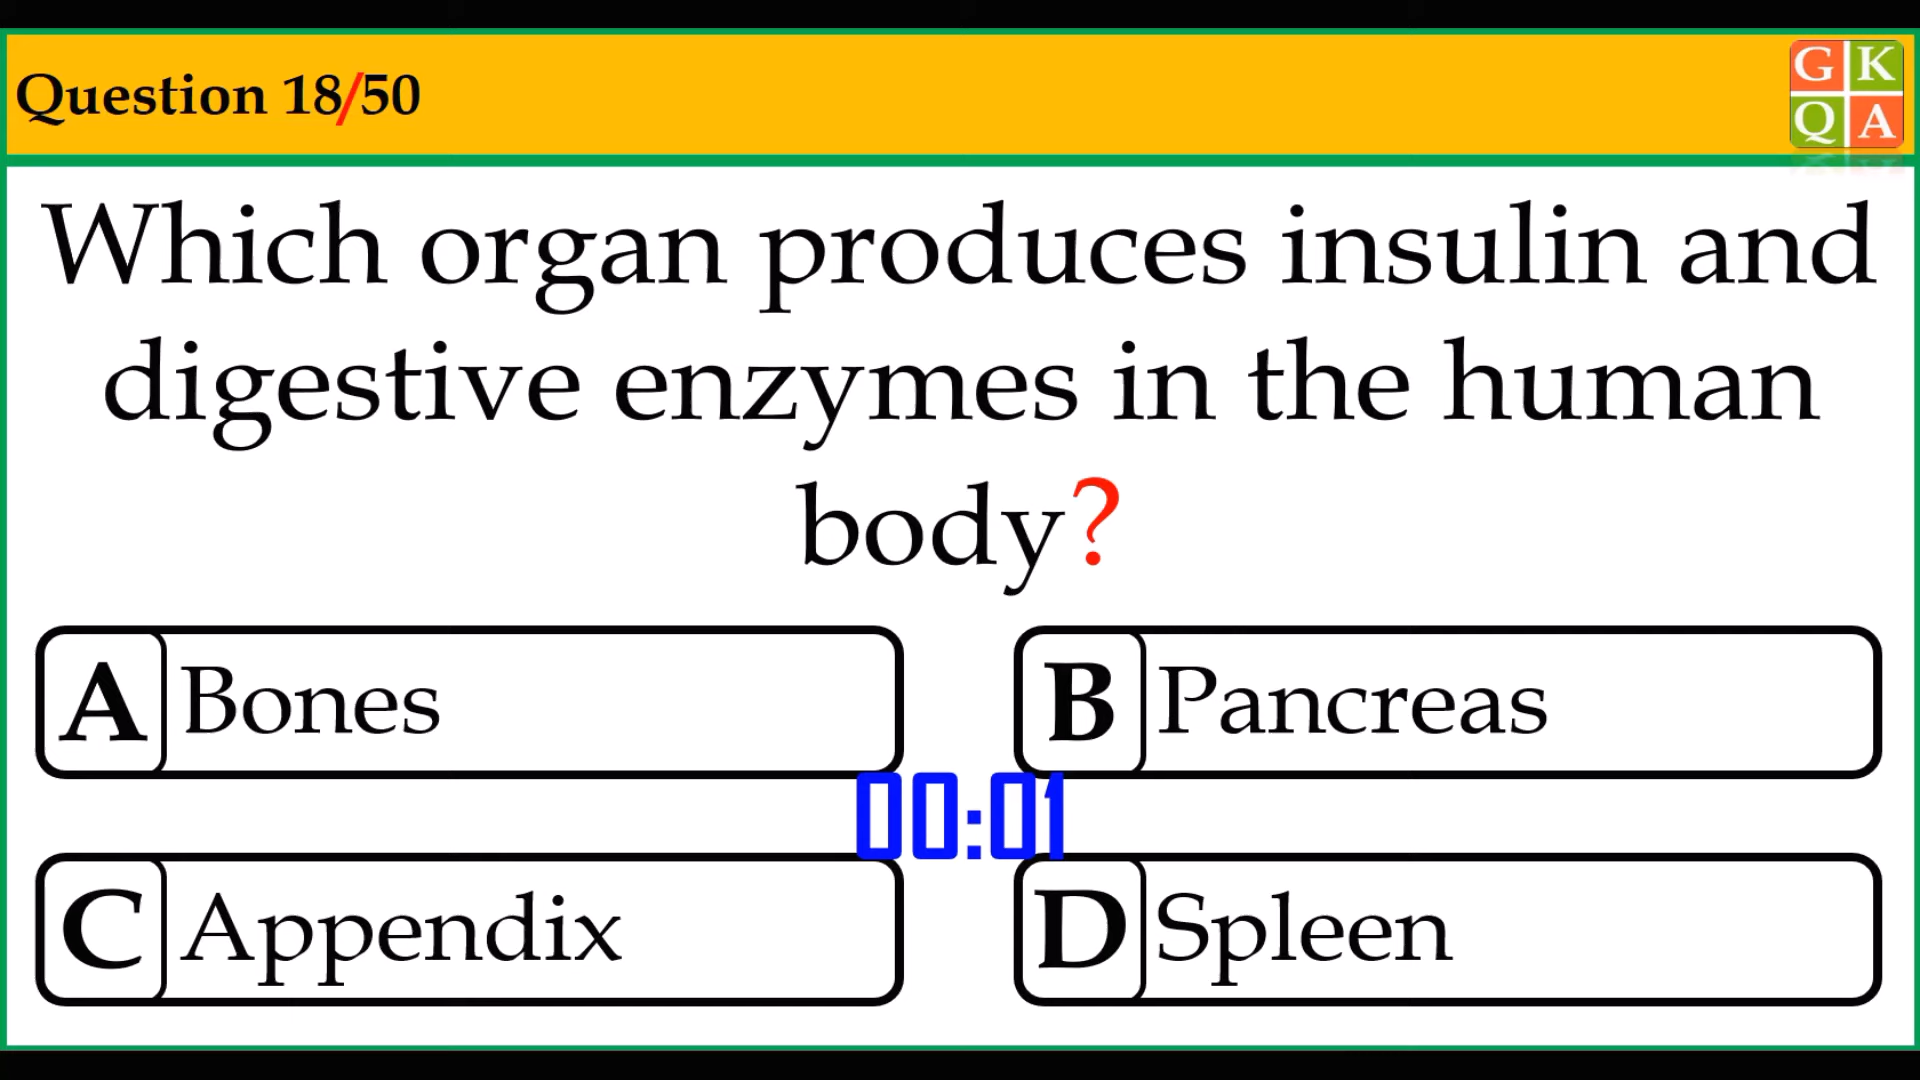 Question 18/50
G K
Q A
Which organ produces insulin and
digestive enzymes in the human
body?
A Bones
B Pancreas
00:01
C Appendix
D Spleen